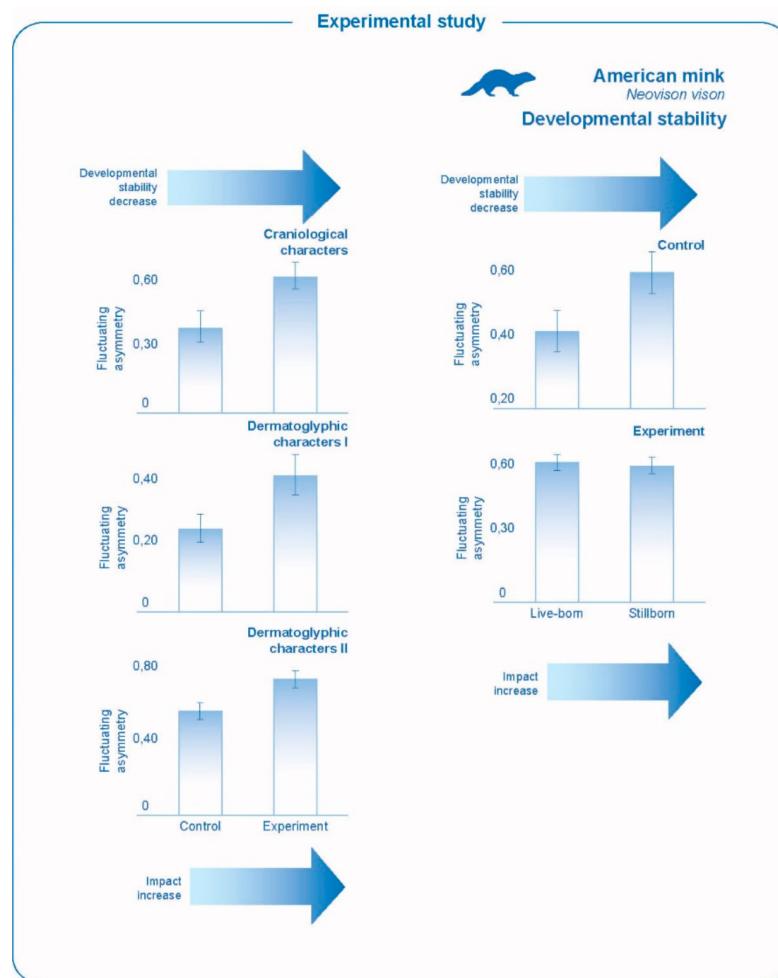 Experimental study
American mink
Neovison vison
Developmental stability
Developmental
stability
decrease
Craniological
characters
Fluctuating
asymmetry
0,60
0,30
0
Dermatoglyphic
characters I
Fluctuating
asymmetry
0,40
0,20
0
Dermatoglyphic
characters II
Fluctuating
asymmetry
0,80
0,40
0
Control
Experiment
Impact
increase
Developmental
stability
decrease
Control
Fluctuating
asymmetry
0,60
0,40
0,20
Experiment
Fluctuating
asymmetry
0,60
0,30
0
Live-born
Stillborn
Impact
increase